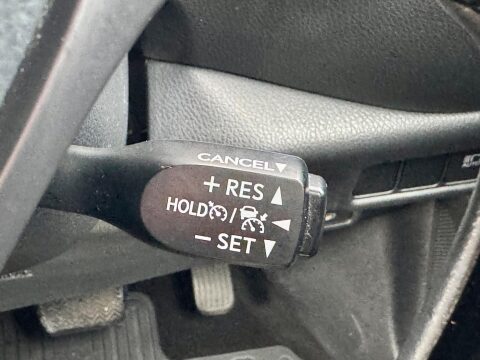 CANCEL▼
+ RES ▲
HOLD / ◀
− SET ▼